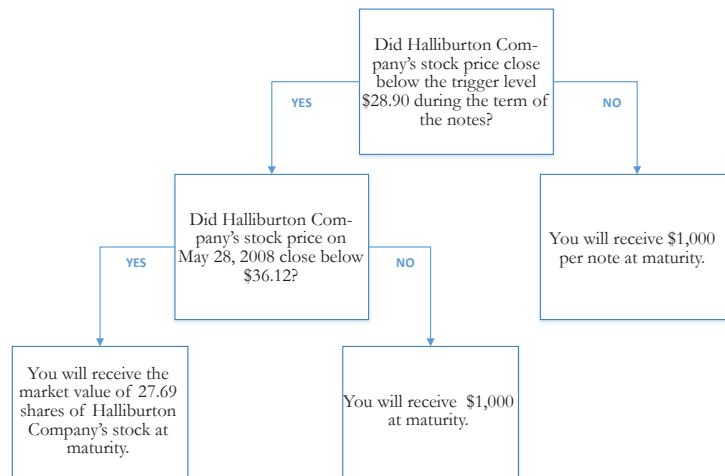 Did Halliburton Com-
pany's stock price close
below the trigger level
$28.90 during the term of
the notes?
YES
NO
Did Halliburton Com-
pany's stock price on
May 28, 2008 close below
$36.12?
You will receive $1,000
per note at maturity.
YES
NO
You will receive the
market value of 27.69
shares of Halliburton
Company's stock at
maturity.
You will receive $1,000
at maturity.